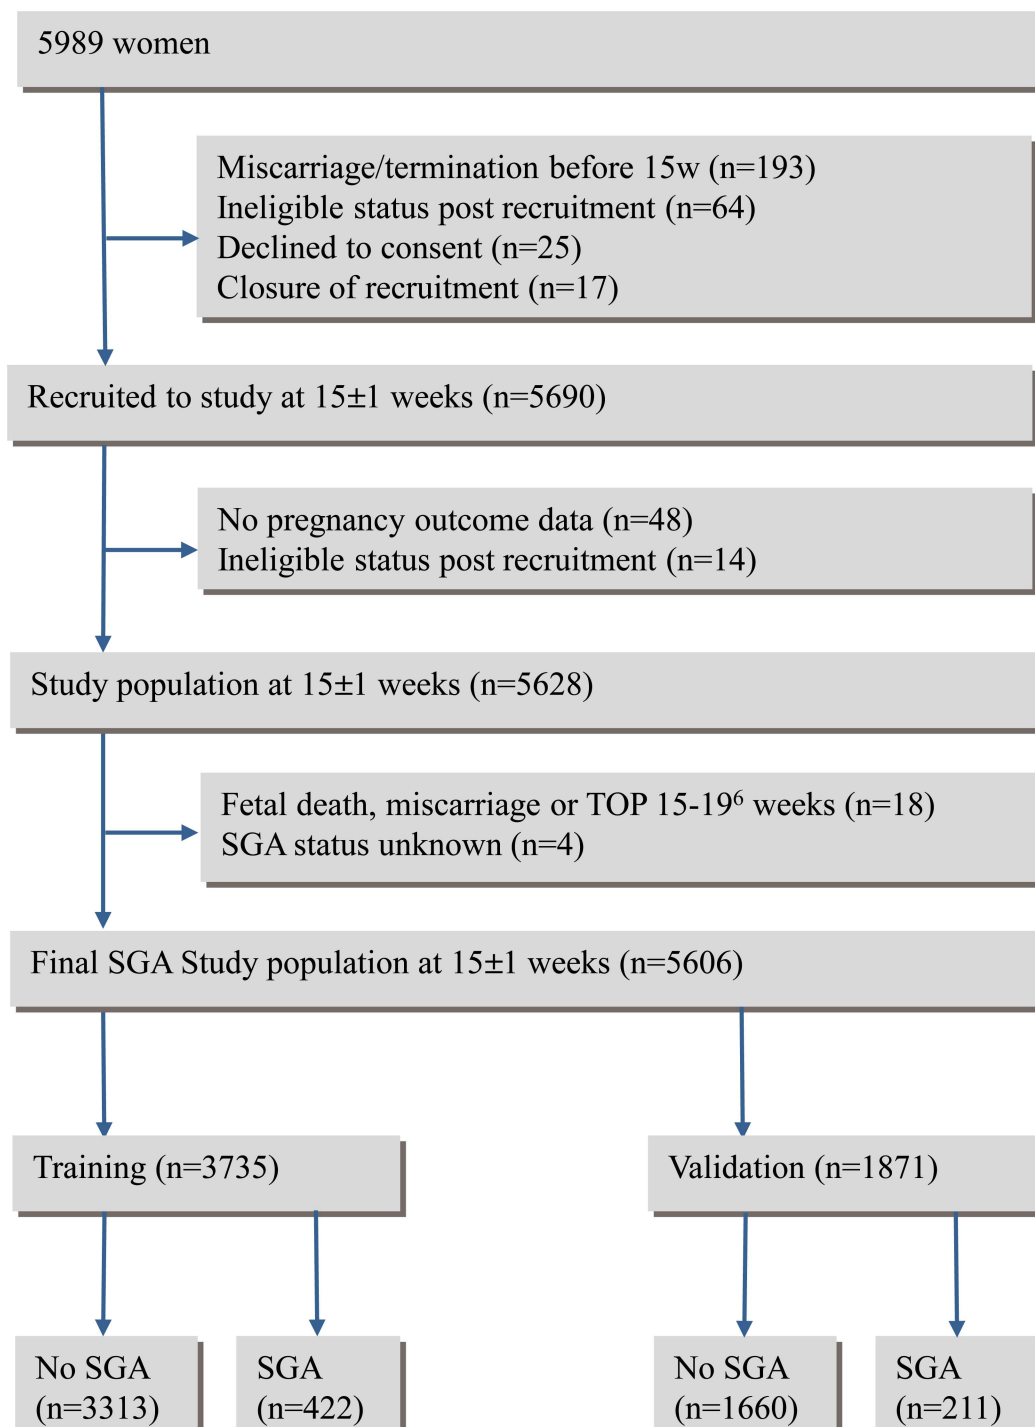 5989 women
Miscarriage/termination before 15w (n=193)
Ineligible status post recruitment (n=64)
Declined to consent (n=25)
Closure of recruitment (n=17)
Recruited to study at 15±1 weeks (n=5690)
No pregnancy outcome data (n=48)
Ineligible status post recruitment (n=14)
Study population at 15±1 weeks (n=5628)
Fetal death, miscarriage or TOP 15-19⁶ weeks (n=18)
SGA status unknown (n=4)
Final SGA Study population at 15±1 weeks (n=5606)
Training (n=3735)
Validation (n=1871)
No SGA
(n=3313)
SGA
(n=422)
No SGA
(n=1660)
SGA
(n=211)